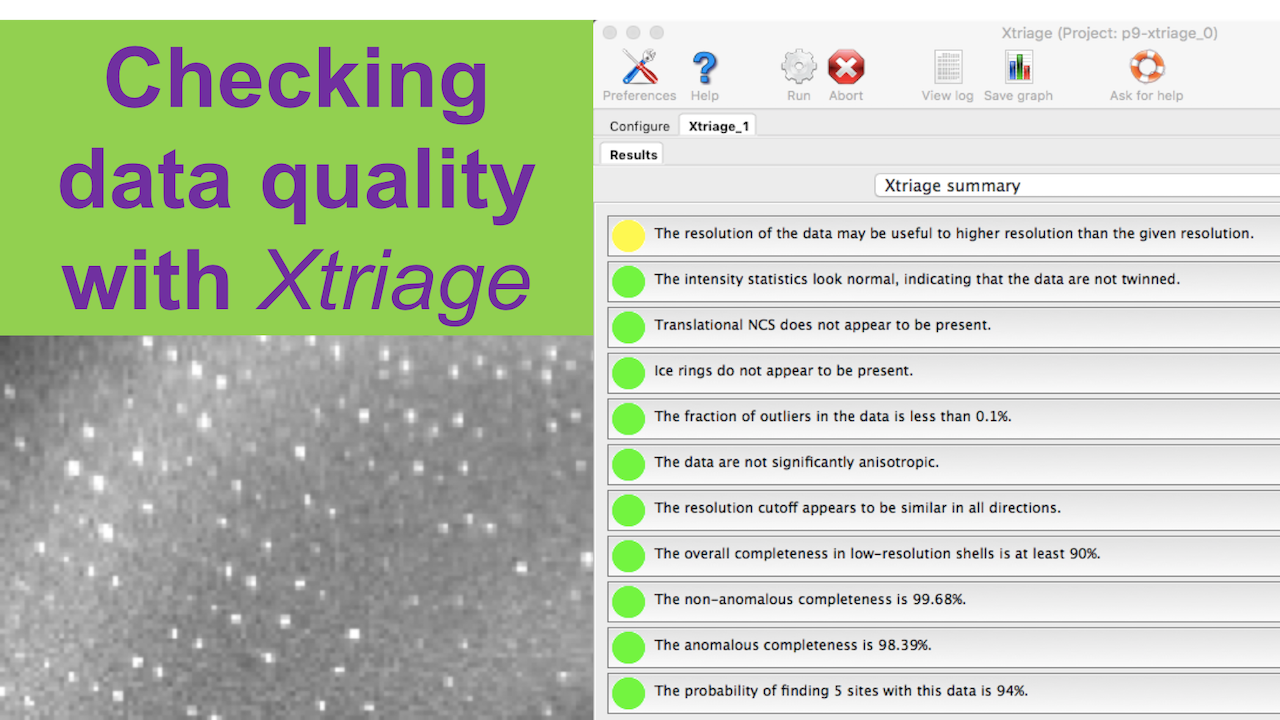 Checking
data quality
with Xtriage
Xtriage (Project: p9-xtriage_0)
Preferences Help Run Abort View log Save graph Ask for help
Configure Xtriage_1
Results
Xtriage summary
The resolution of the data may be useful to higher resolution than the given resolution.
The intensity statistics look normal, indicating that the data are not twinned.
Translational NCS does not appear to be present.
Ice rings do not appear to be present.
The fraction of outliers in the data is less than 0.1%.
The data are not significantly anisotropic.
The resolution cutoff appears to be similar in all directions.
The overall completeness in low-resolution shells is at least 90%.
The non-anomalous completeness is 99.68%.
The anomalous completeness is 98.39%.
The probability of finding 5 sites with this data is 94%.